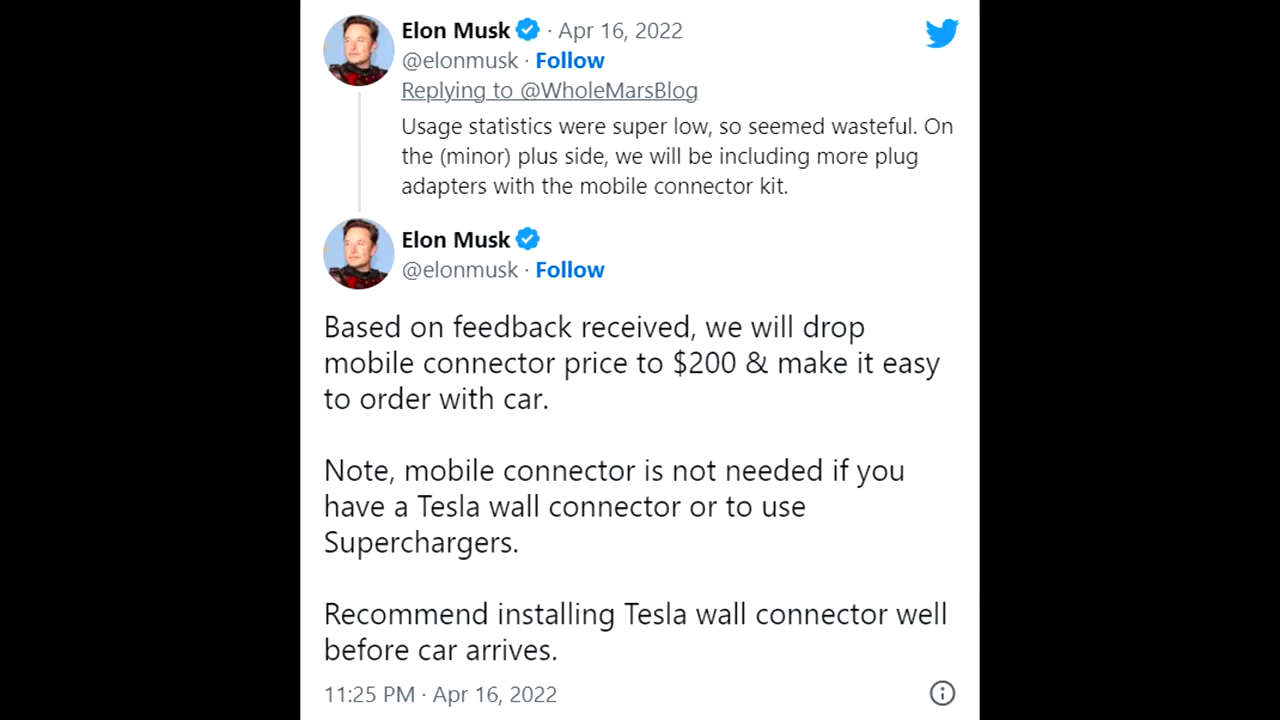 Elon Musk · Apr 16, 2022
@elonmusk · Follow
Replying to @WholeMarsBlog
Usage statistics were super low, so seemed wasteful. On
the (minor) plus side, we will be including more plug
adapters with the mobile connector kit.
Elon Musk
@elonmusk · Follow
Based on feedback received, we will drop
mobile connector price to $200 & make it easy
to order with car.
Note, mobile connector is not needed if you
have a Tesla wall connector or to use
Superchargers.
Recommend installing Tesla wall connector well
before car arrives.
11:25 PM · Apr 16, 2022